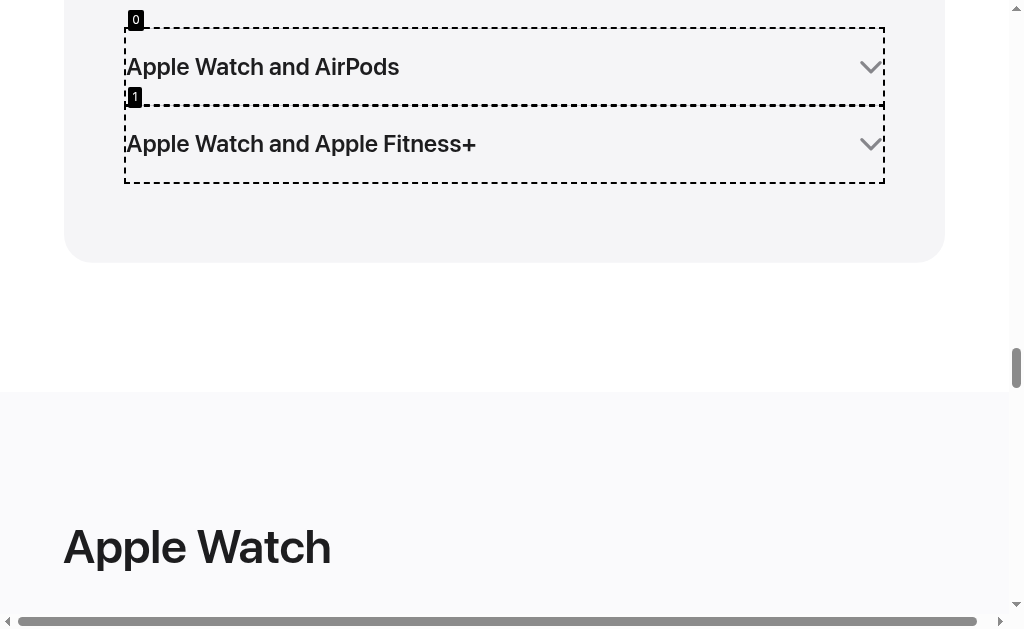 0
Apple Watch and AirPods
1
Apple Watch and Apple Fitness+
Apple Watch